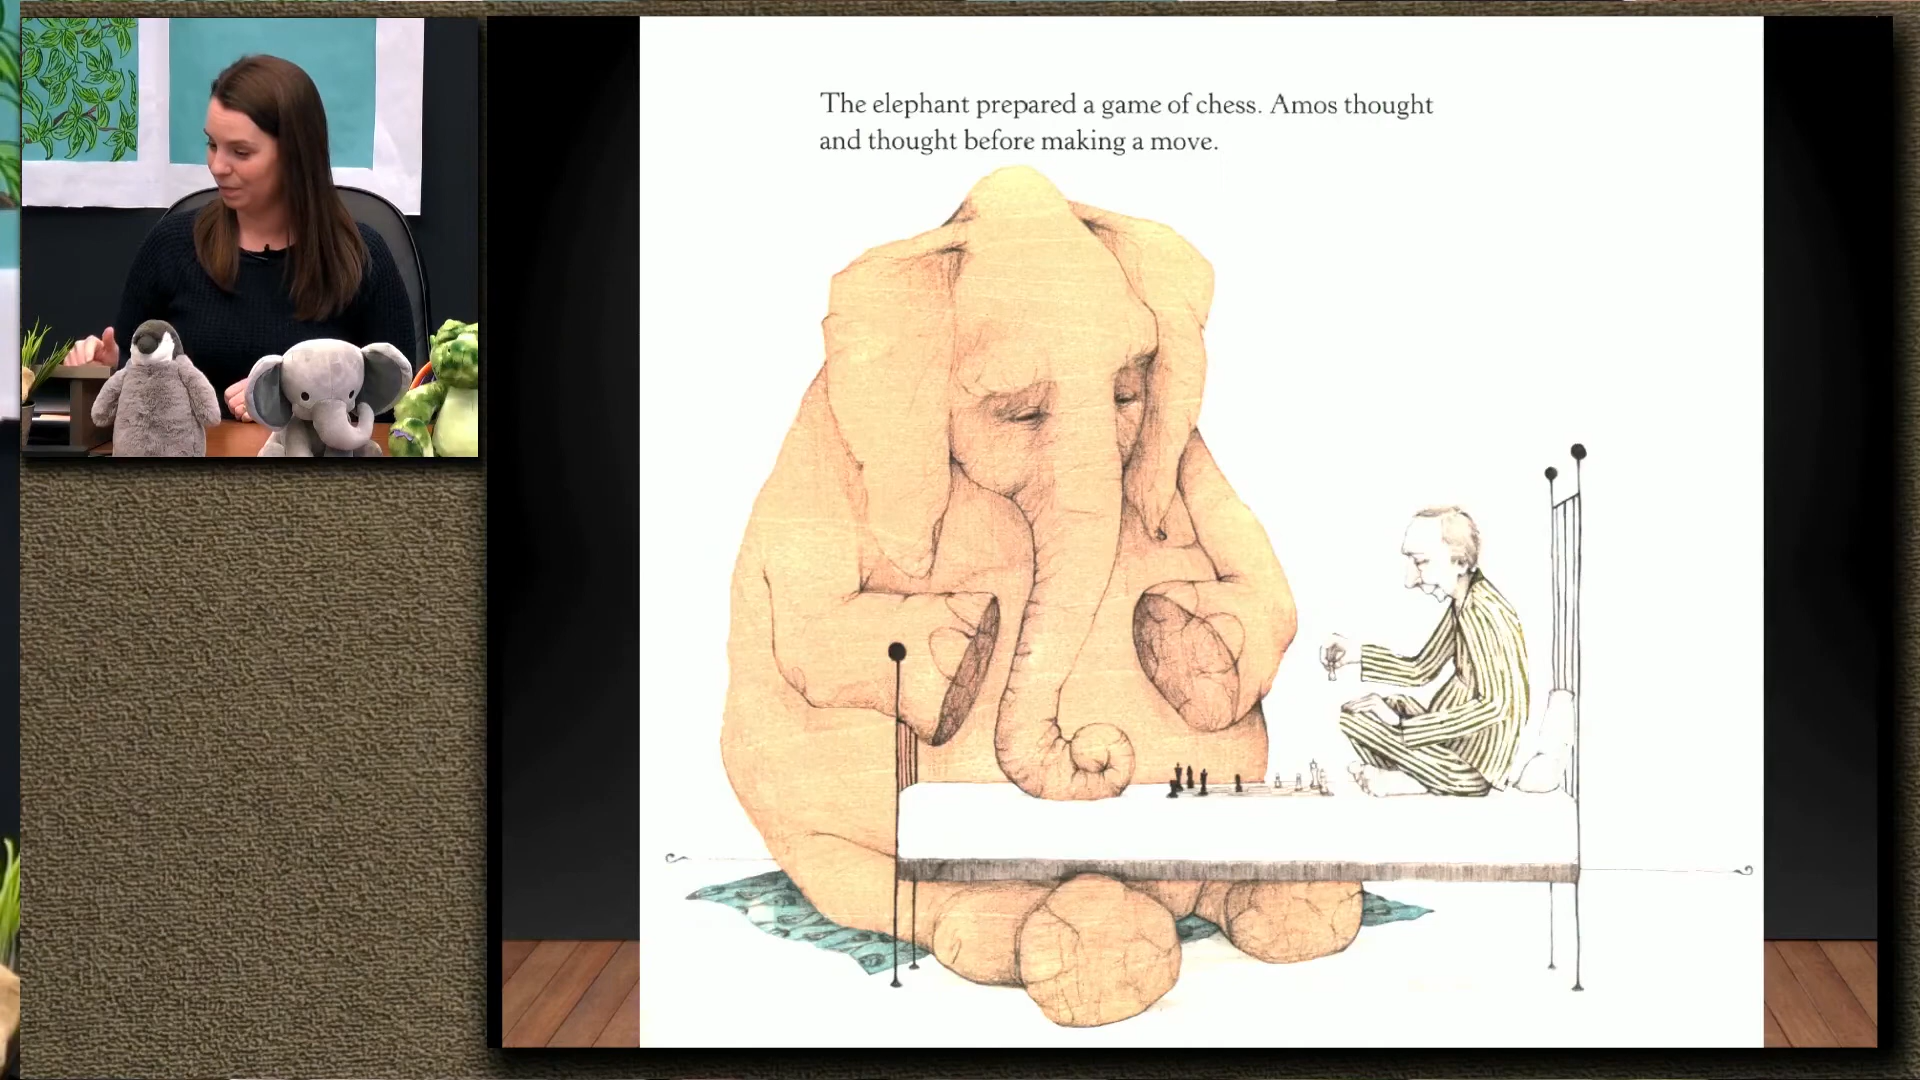 The elephant prepared a game of chess. Amos thought
and thought before making a move.